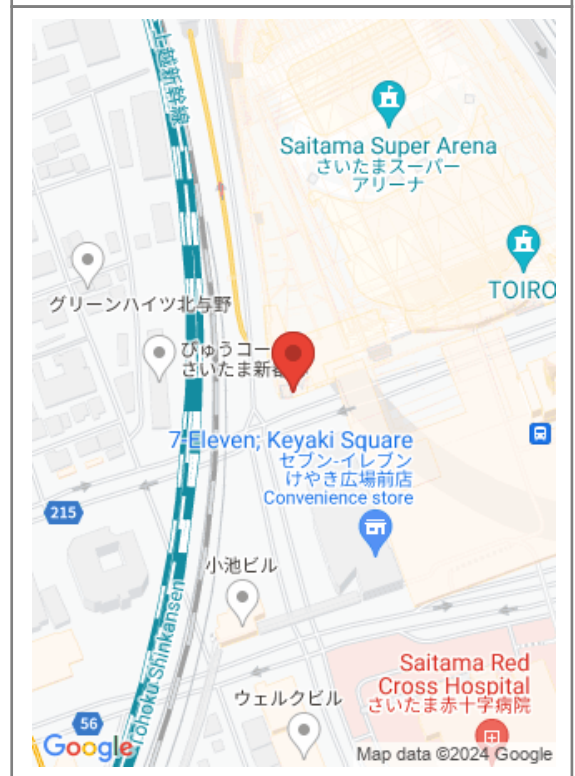 上越新幹線
Saitama Super Arena
さいたまスーパー
アリーナ
TOIRO
グリーンハイツ北与野
びゅうコー
さいたま新
7-Eleven; Keyaki Square
セブン-イレブン
けやき広場前店
Convenience store
215
小池ビル
Tohoku Shinkansen
Saitama Red
Cross Hospital
さいたま赤十字病院
ウェルクビル
56
Google
Map data ©2024 Google